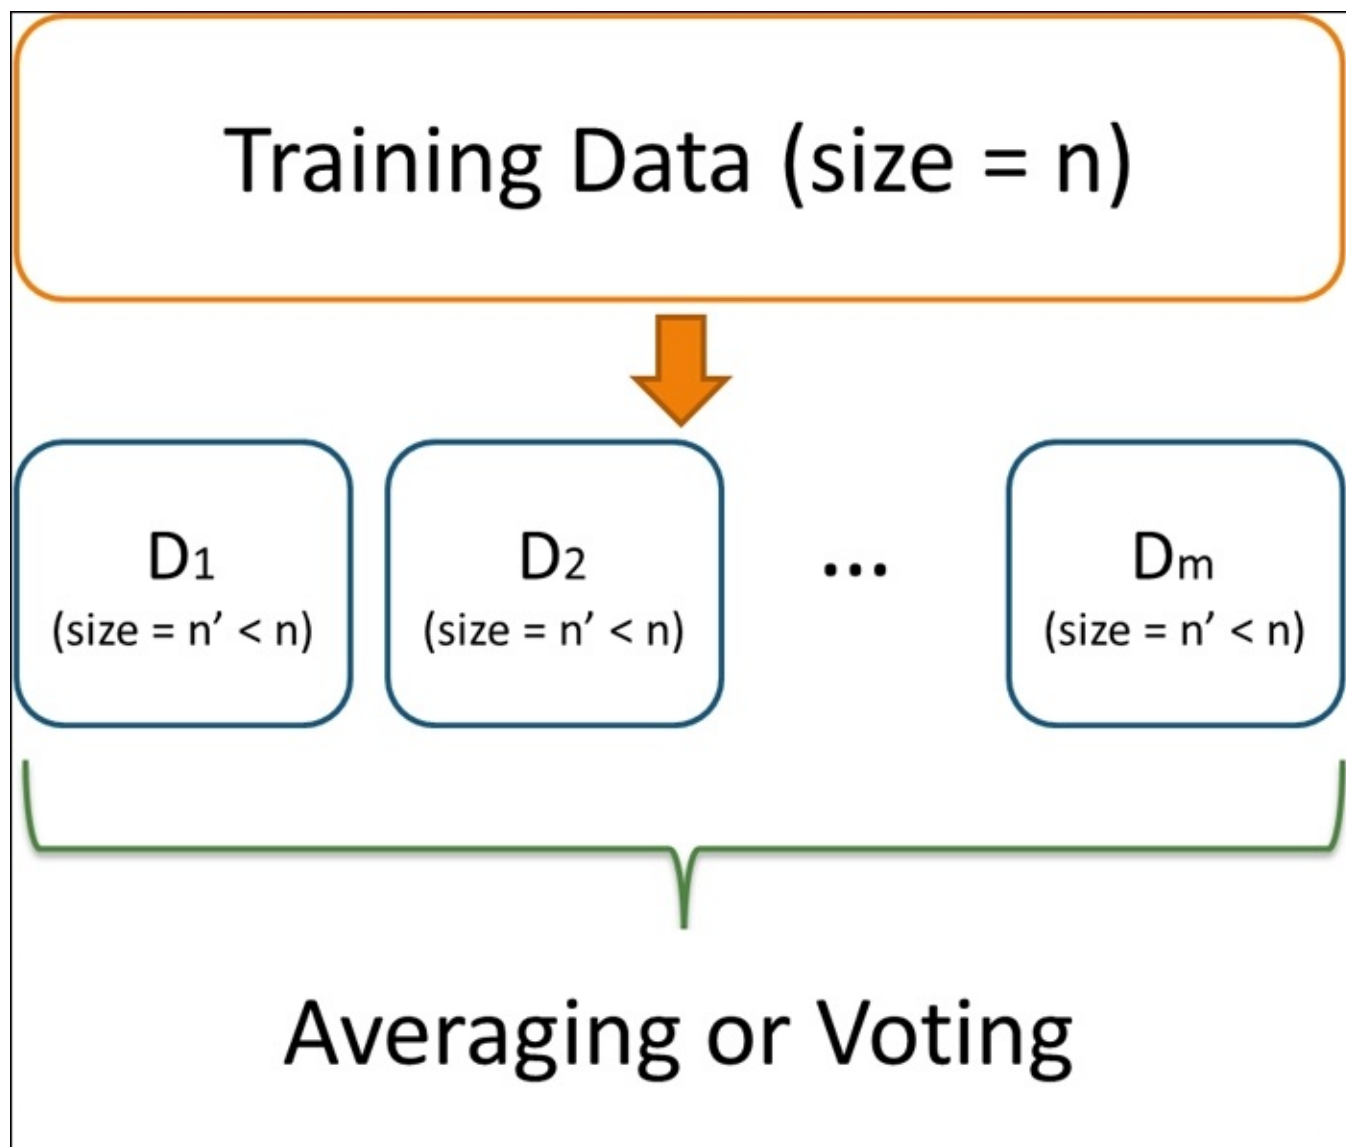 Training Data (size = n)
D1
D2
...
Dm
(size = n’ < n)
(size = n’ < n)
(size = n’ < n)
Averaging or Voting